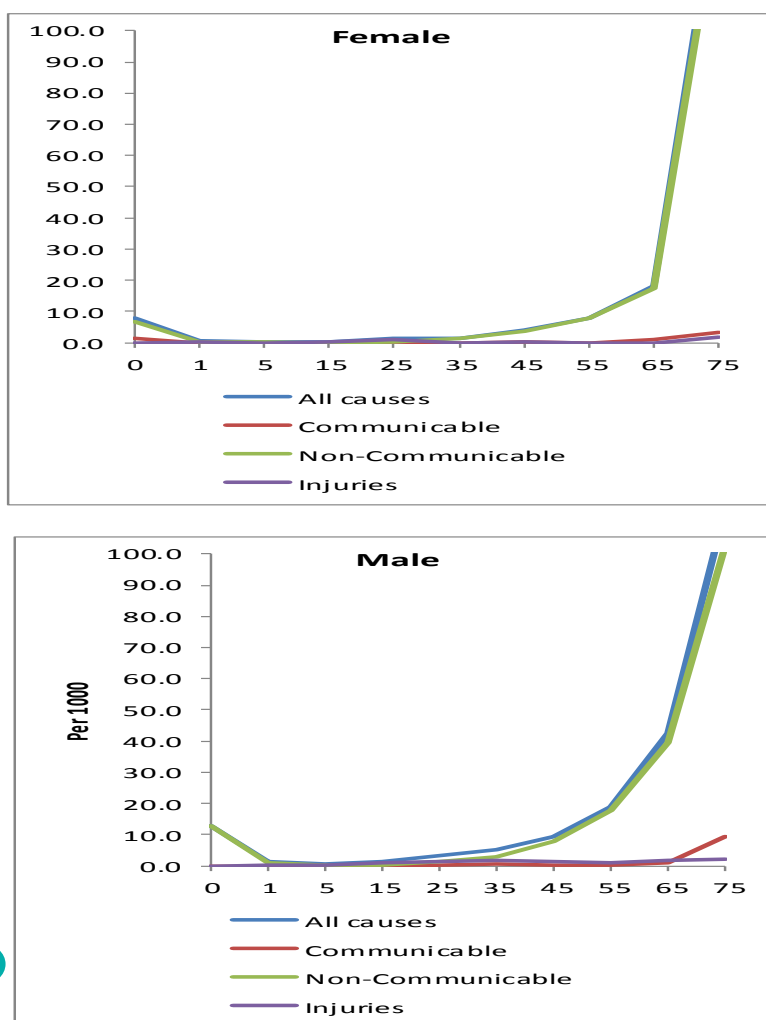 Female
100.0
90.0
80.0
70.0
60.0
50.0
40.0
30.0
20.0
10.0
0.0
0 1 5 15 25 35 45 55 65 75
All causes
Communicable
Non-Communicable
Injuries
Male
Per 1000
100.0
90.0
80.0
70.0
60.0
50.0
40.0
30.0
20.0
10.0
0.0
0 1 5 15 25 35 45 55 65 75
All causes
Communicable
Non-Communicable
Injuries